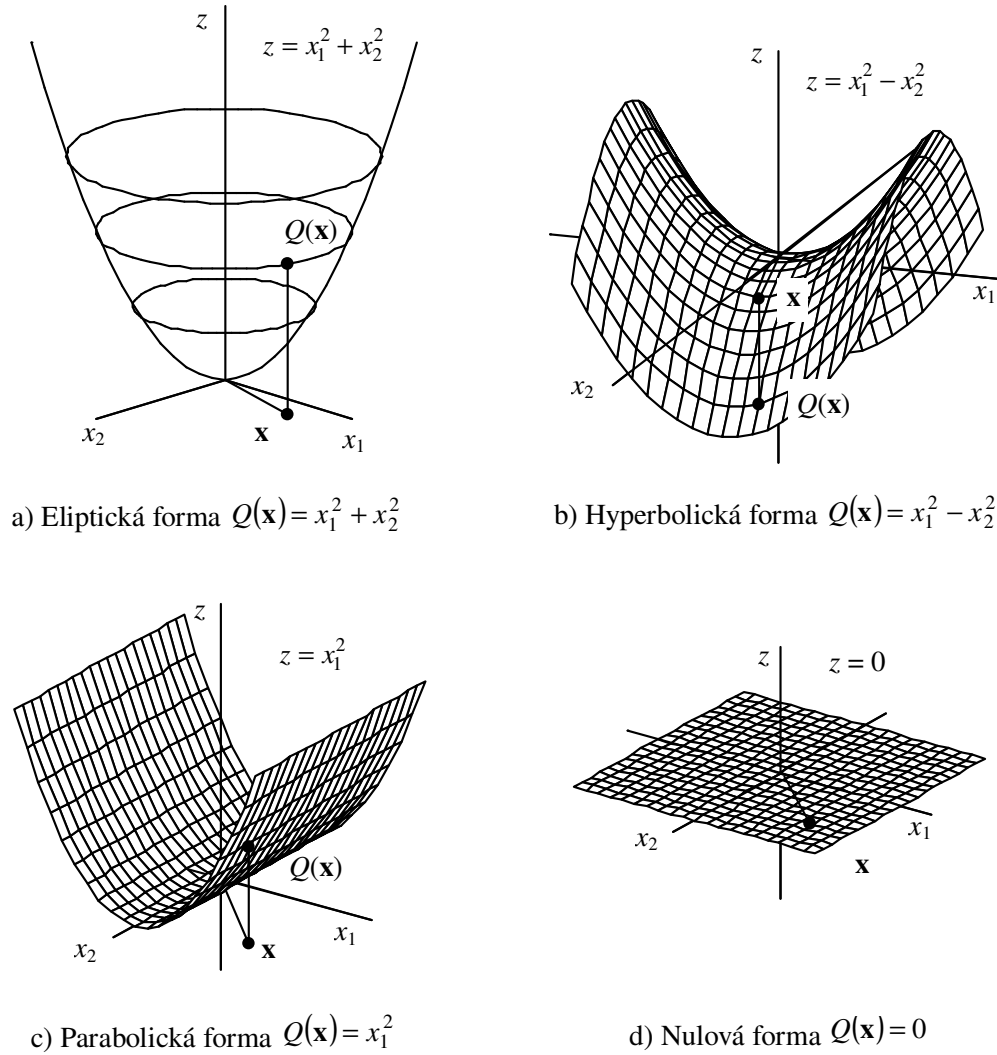 z
z = x₁² + x₂²
Q(x)
x₂
x
x₁
a) Eliptická forma Q(x) = x₁² + x₂²
z
z = x₁² − x₂²
x
x₁
x₂
Q(x)
b) Hyperbolická forma Q(x) = x₁² − x₂²
z
z = x₁²
Q(x)
x₂
x
x₁
c) Parabolická forma Q(x) = x₁²
z
z = 0
x₂
x₁
x
d) Nulová forma Q(x) = 0